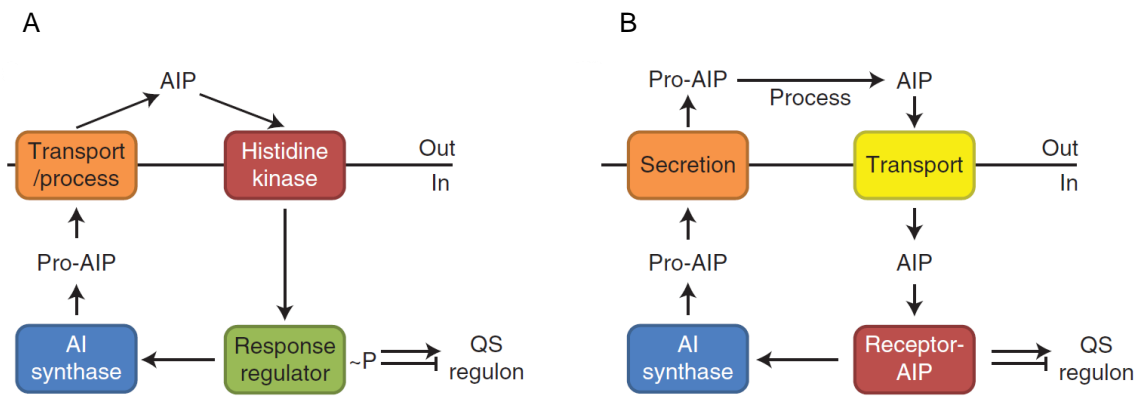 A
AIP
Transport
/process
Histidine
kinase
Out
In
Pro-AIP
AI
synthase
Response
regulator
~P
QS
regulon
B
Pro-AIP
Process
AIP
Secretion
Transport
Out
In
Pro-AIP
AIP
AI
synthase
Receptor-
AIP
QS
regulon